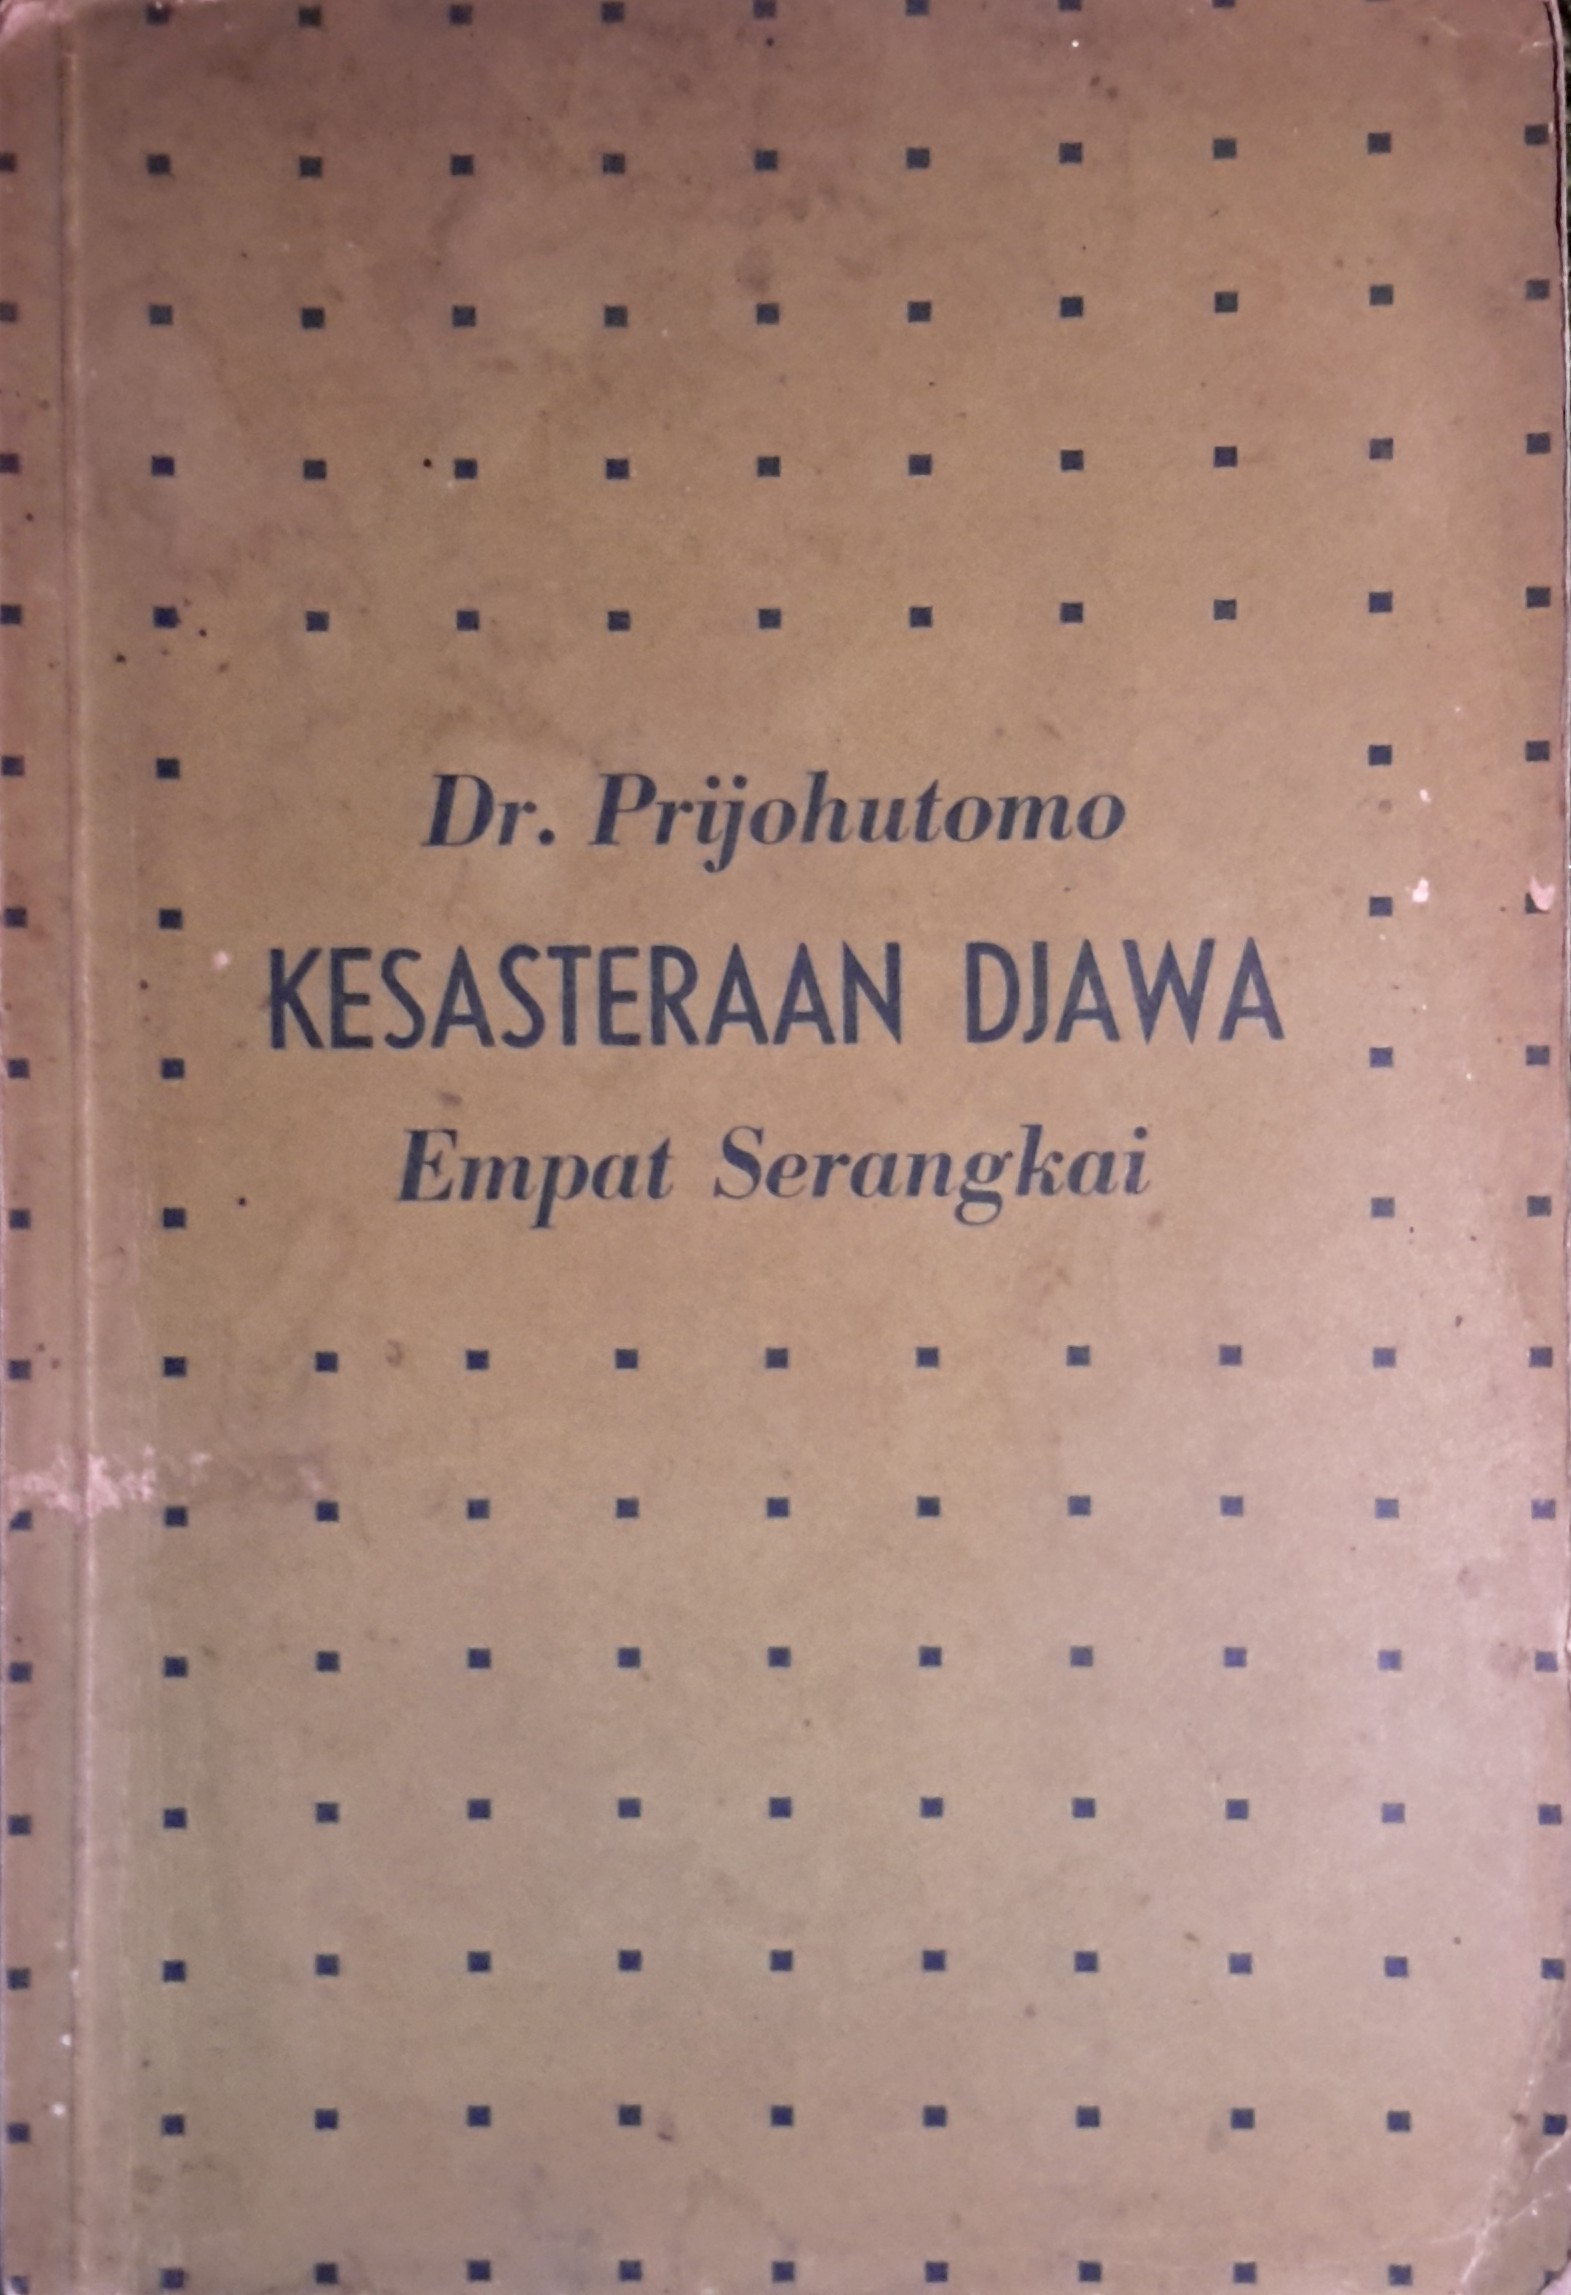 Dr. Prijohutomo
KESASTERAAN DJAWA
Empat Serangkai